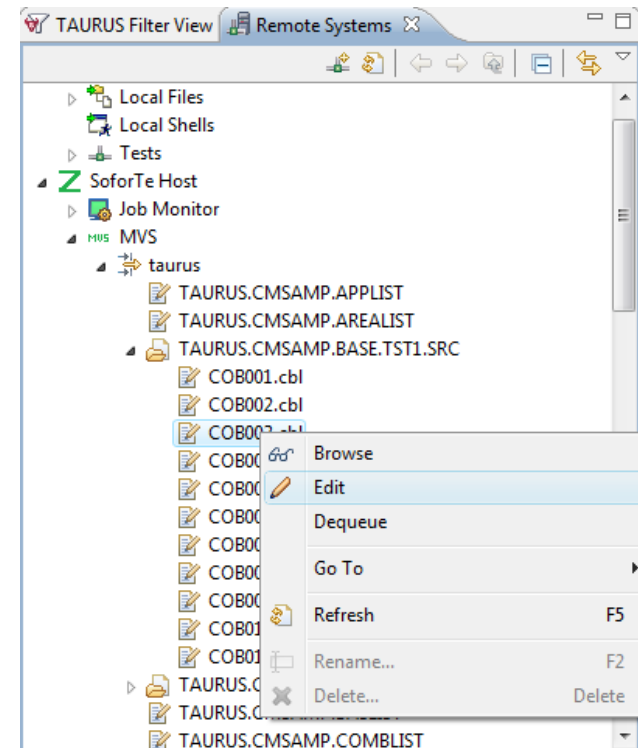 TAURUS Filter View Remote Systems
Local Files
Local Shells
Tests
SoforTe Host
Job Monitor
MVS MVS
taurus
TAURUS.CMSAMP.APPLIST
TAURUS.CMSAMP.AREALIST
TAURUS.CMSAMP.BASE.TST1.SRC
COB001.cbl
COB002.cbl
Browse
Edit
Dequeue
Go To
Refresh F5
Rename... F2
Delete... Delete
TAURUS.CMSAMP.COMBLIST